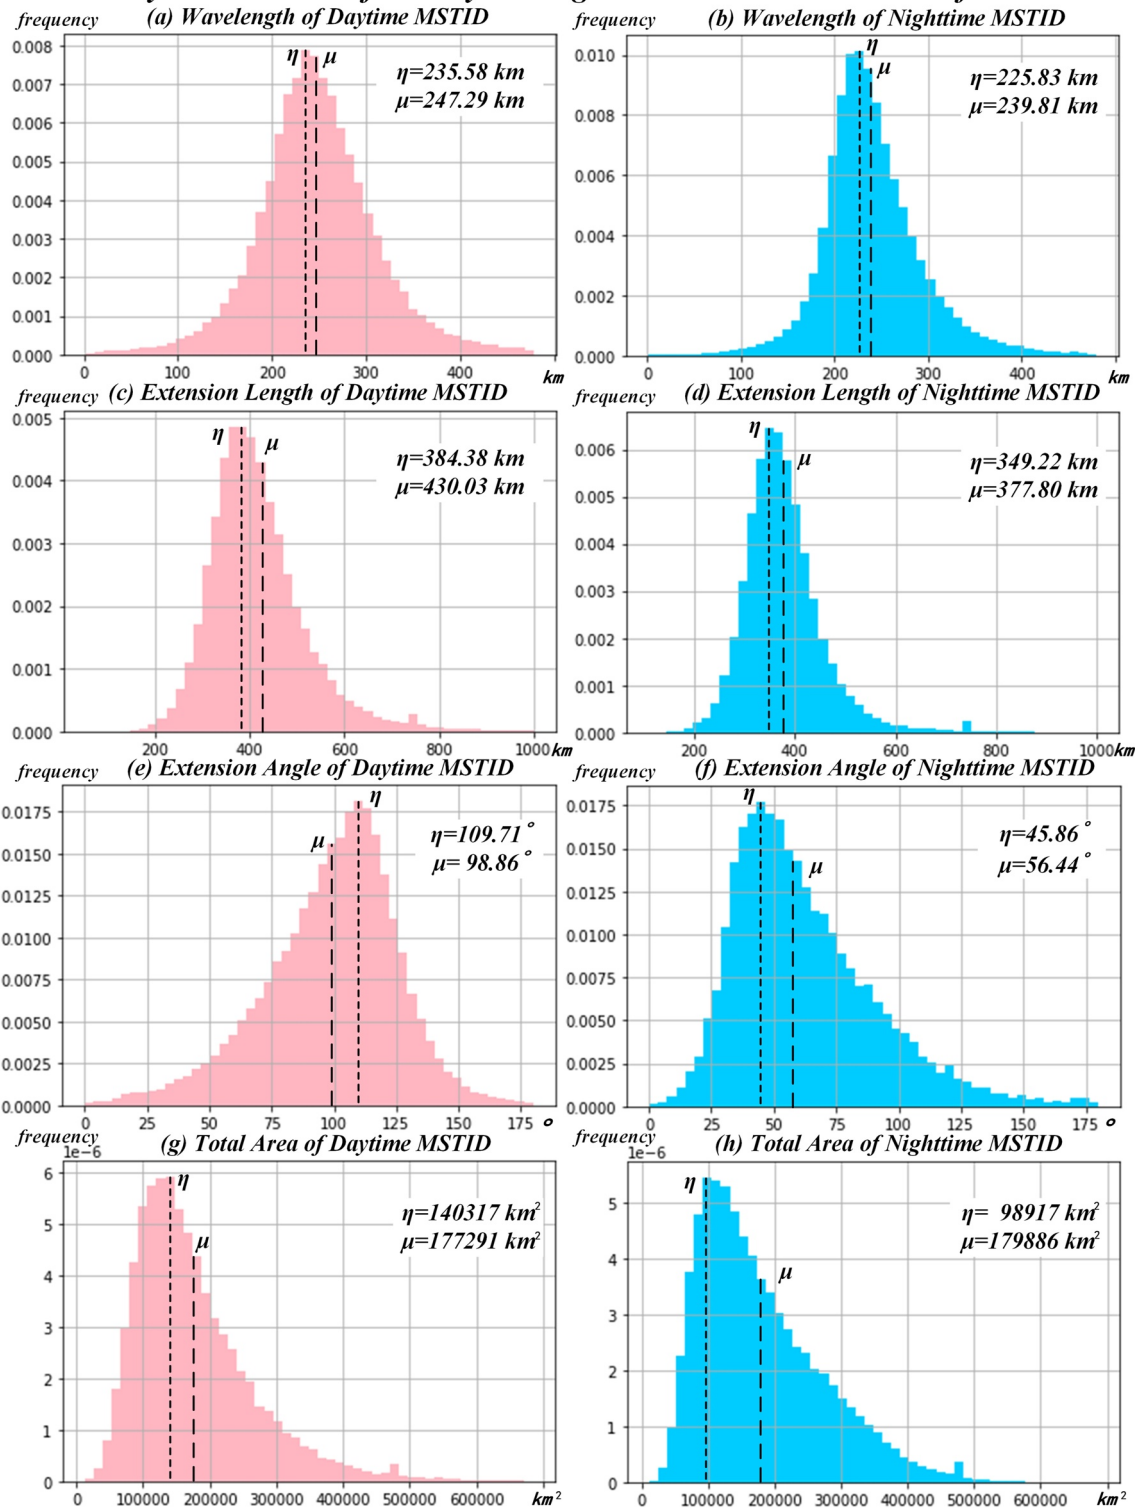 frequency (a) Wavelength of Daytime MSTID
0.008
0.007
0.006
0.005
0.004
0.003
0.002
0.001
0.000
η μ
η=235.58 km
μ=247.29 km
0 100 200 300 400 km
frequency (b) Wavelength of Nighttime MSTID
0.010
0.008
0.006
0.004
0.002
0.000
η
μ
η=225.83 km
μ=239.81 km
0 100 200 300 400 km
frequency (c) Extension Length of Daytime MSTID
0.005
0.004
0.003
0.002
0.001
0.000
η μ
η=384.38 km
μ=430.03 km
200 400 600 800 1000 km
frequency (d) Extension Length of Nighttime MSTID
0.006
0.005
0.004
0.003
0.002
0.001
0.000
η
μ
η=349.22 km
μ=377.80 km
200 400 600 800 1000 km
frequency (e) Extension Angle of Daytime MSTID
0.0175
0.0150
0.0125
0.0100
0.0075
0.0050
0.0025
0.0000
η
μ
η=109.71°
μ= 98.86°
0 25 50 75 100 125 150 175 °
frequency (f) Extension Angle of Nighttime MSTID
0.0175
0.0150
0.0125
0.0100
0.0075
0.0050
0.0025
0.0000
η
μ
η=45.86°
μ=56.44°
0 25 50 75 100 125 150 175 °
frequency (g) Total Area of Daytime MSTID
1e−6
6
5
4
3
2
1
0
η
μ
η=140317 km²
μ=177291 km²
0 100000 200000 300000 400000 500000 600000 km²
frequency (h) Total Area of Nighttime MSTID
1e−6
5
4
3
2
1
0
η
μ
η= 98917 km²
μ=179886 km²
0 100000 200000 300000 400000 500000 600000 km²